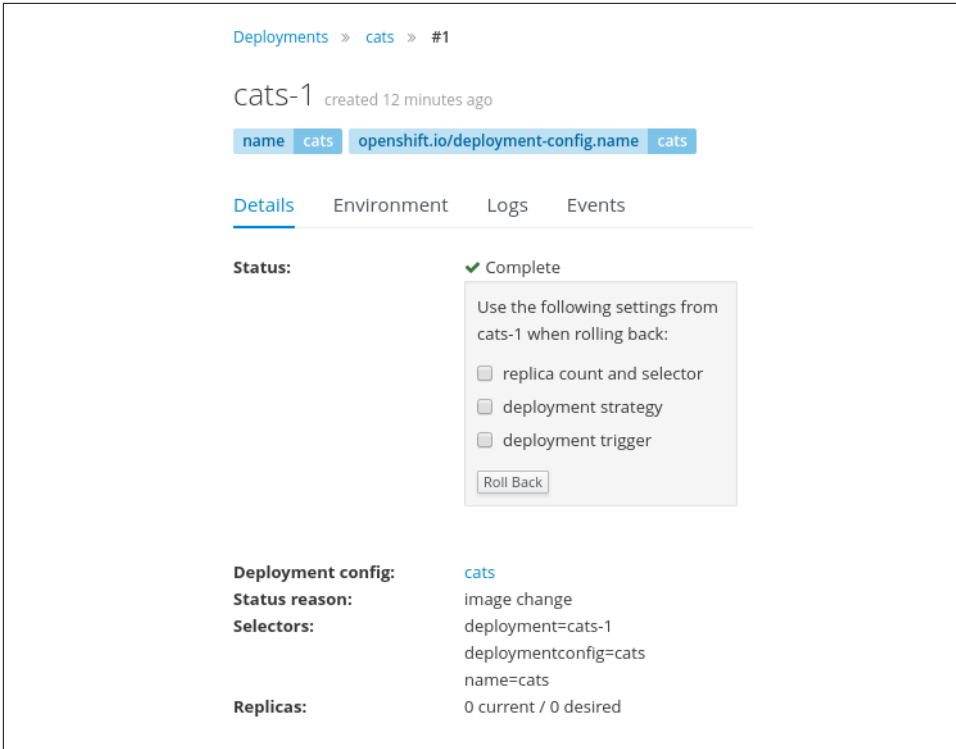 Deployments » cats » #1
cats-1 created 12 minutes ago
name cats openshift.io/deployment-config.name cats
Details Environment Logs Events
Status: ✔ Complete
Use the following settings from
cats-1 when rolling back:
replica count and selector
deployment strategy
deployment trigger
Roll Back
Deployment config: cats
Status reason: image change
Selectors: deployment=cats-1
deploymentconfig=cats
name=cats
Replicas: 0 current / 0 desired